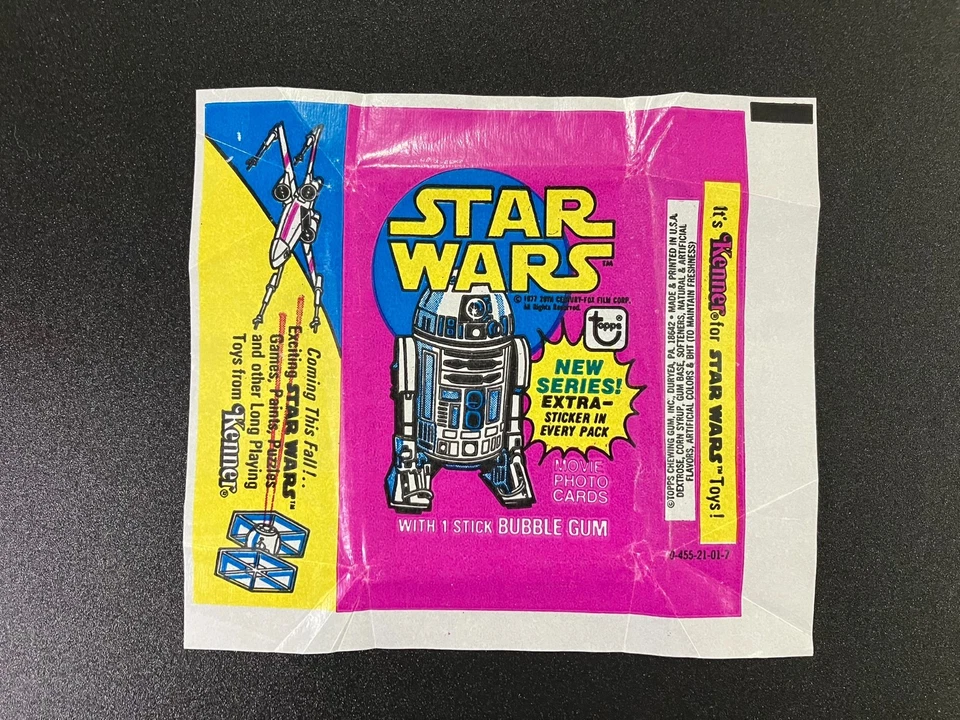 Coming This Fall!...
Exciting STAR WARS™
Games, Paints, Puzzles
and other Long Playing
Toys from Kenner®
STAR
WARS™
© 1977 20TH CENTURY-FOX FILM CORP.
All Rights Reserved.
topps®
NEW
SERIES!
EXTRA-
STICKER IN
EVERY PACK
MOVIE
PHOTO
CARDS
WITH 1 STICK BUBBLE GUM
It's Kenner® for STAR WARS™ Toys!
©TOPPS CHEWING GUM, INC., DURYEA, PA. 18642 • MADE & PRINTED IN U.S.A.
DEXTROSE, CORN SYRUP, GUM BASE, SOFTENERS, NATURAL & ARTIFICIAL
FLAVORS, ARTIFICIAL COLORS & BHT (TO MAINTAIN FRESHNESS)
0-455-21-01-7